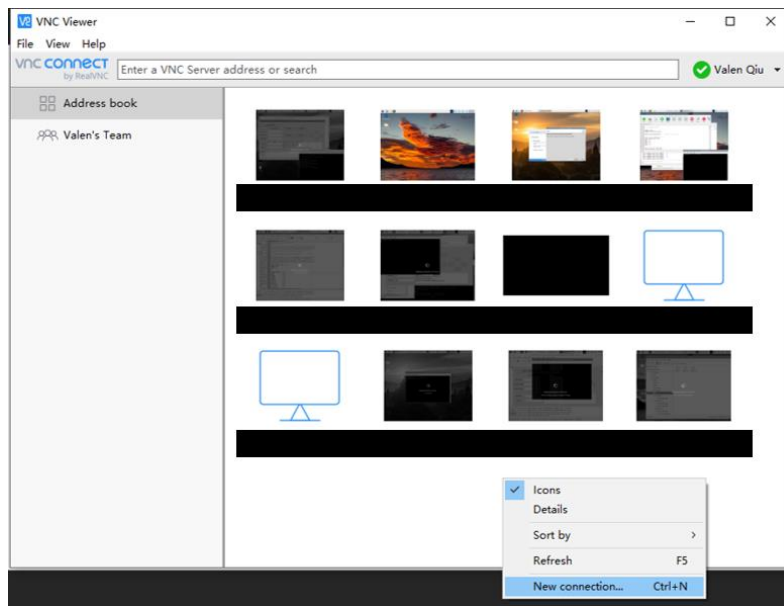 V2 VNC Viewer
File View Help
vnc connect
by RealVNC
Enter a VNC Server address or search
Valen Qiu
Address book
Valen's Team
Icons
Details
Sort by
Refresh F5
New connection... Ctrl+N